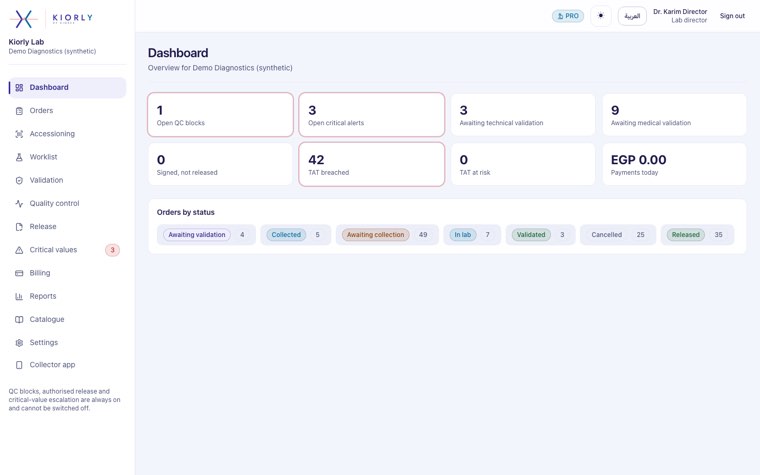 KIORLY
Kiorly Lab
Demo Diagnostics (synthetic)
Dashboard
Orders
Accessioning
Worklist
Validation
Quality control
Release
Critical values
3
Billing
Reports
Catalogue
Settings
Collector app
QC blocks, authorised release and
critical-value escalation are always on
and cannot be switched off.
PRO
العربية
Dr. Karim Director
Lab director
Sign out
Dashboard
Overview for Demo Diagnostics (synthetic)
1
Open QC blocks
3
Open critical alerts
3
Awaiting technical validation
9
Awaiting medical validation
0
Signed, not released
42
TAT breached
0
TAT at risk
EGP 0.00
Payments today
Orders by status
Awaiting validation 4
Collected 5
Awaiting collection 49
In lab 7
Validated 3
Cancelled 25
Released 35